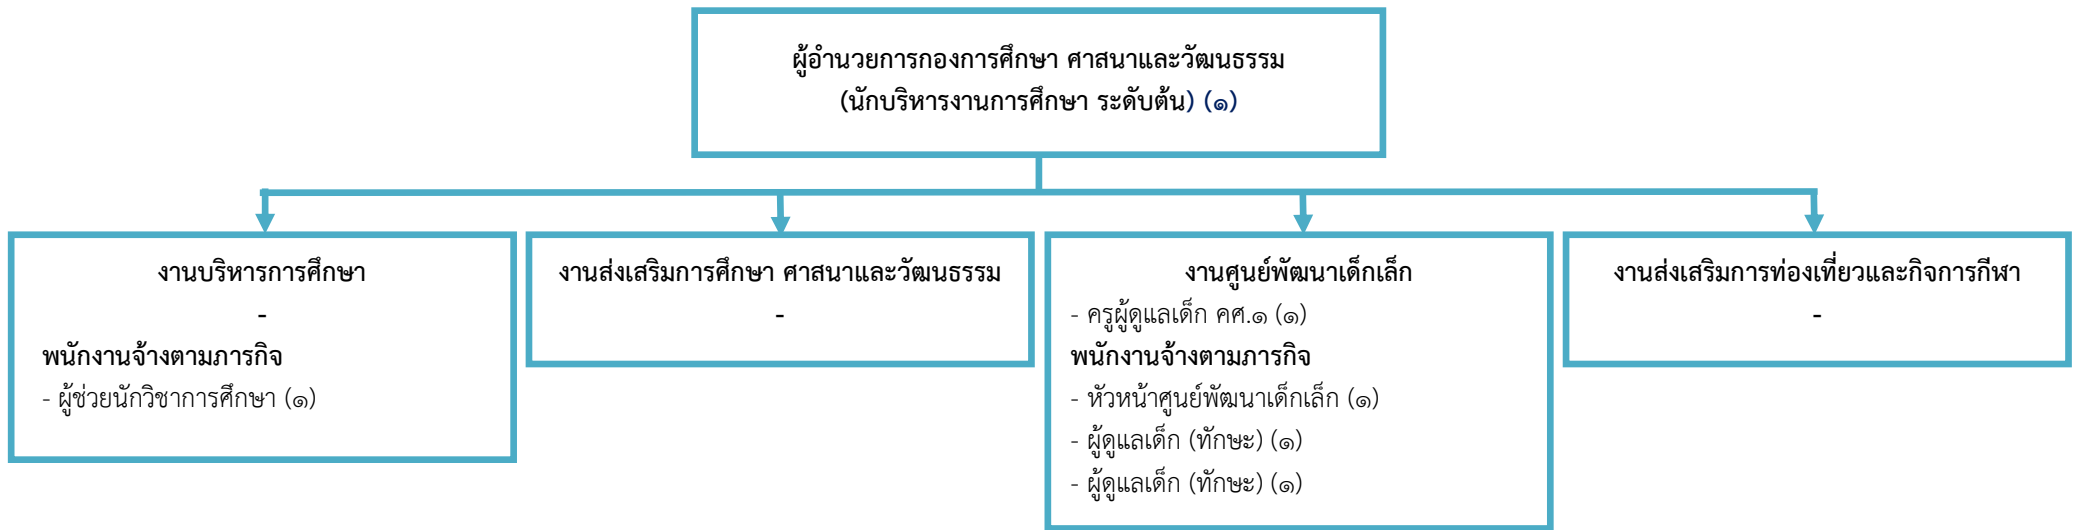 ผู้อำนวยการกองการศึกษา ศาสนาและวัฒนธรรม
(นักบริหารงานการศึกษา ระดับต้น) (๑)
งานบริหารการศึกษา
-
พนักงานจ้างตามภารกิจ
- ผู้ช่วยนักวิชาการศึกษา (๑)
งานส่งเสริมการศึกษา ศาสนาและวัฒนธรรม
-
งานศูนย์พัฒนาเด็กเล็ก
- ครูผู้ดูแลเด็ก คศ.๑ (๑)
พนักงานจ้างตามภารกิจ
- หัวหน้าศูนย์พัฒนาเด็กเล็ก (๑)
- ผู้ดูแลเด็ก (ทักษะ) (๑)
- ผู้ดูแลเด็ก (ทักษะ) (๑)
งานส่งเสริมการท่องเที่ยวและกิจการกีฬา
-